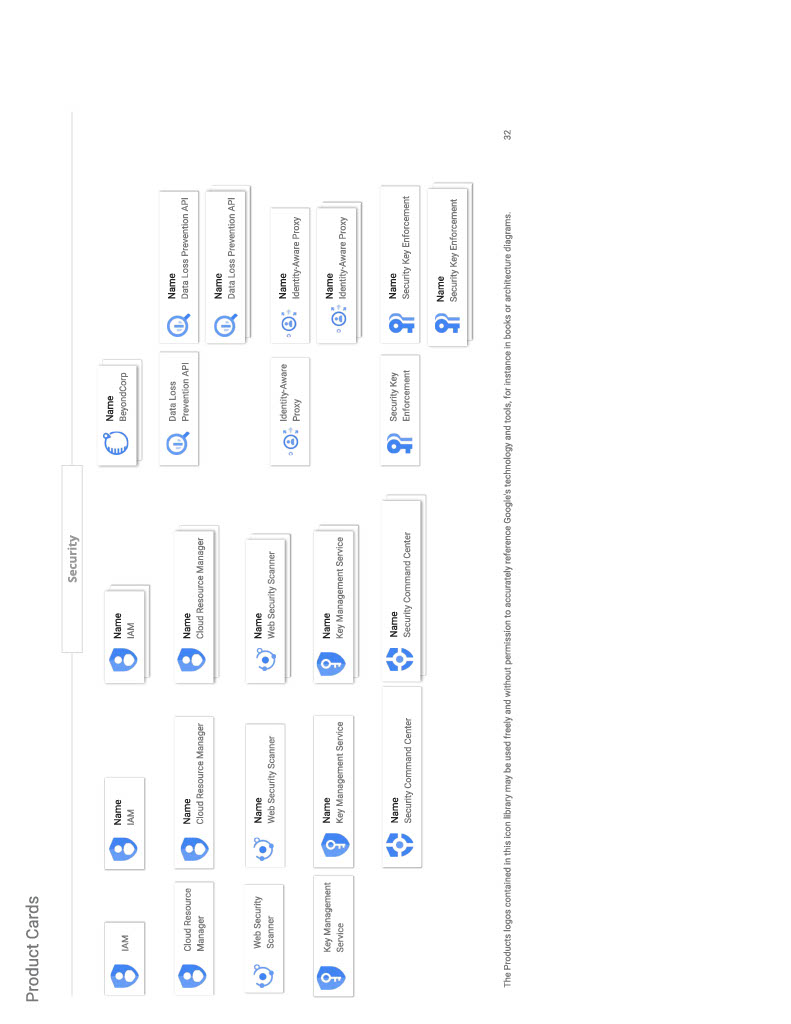 Product Cards
Security
IAM
Name
IAM
Name
IAM
Name
BeyondCorp
Cloud Resource
Manager
Name
Cloud Resource Manager
Name
Cloud Resource Manager
Data Loss
Prevention API
Name
Data Loss Prevention API
Name
Data Loss Prevention API
Web Security
Scanner
Name
Web Security Scanner
Name
Web Security Scanner
Identity-Aware
Proxy
Name
Identity-Aware Proxy
Name
Identity-Aware Proxy
Key Management
Service
Name
Key Management Service
Name
Key Management Service
Name
Security Command Center
Name
Security Command Center
Security Key
Enforcement
Name
Security Key Enforcement
Name
Security Key Enforcement
The Products logos contained in this icon library may be used freely and without permission to accurately reference Google's technology and tools, for instance in books or architecture diagrams.
32